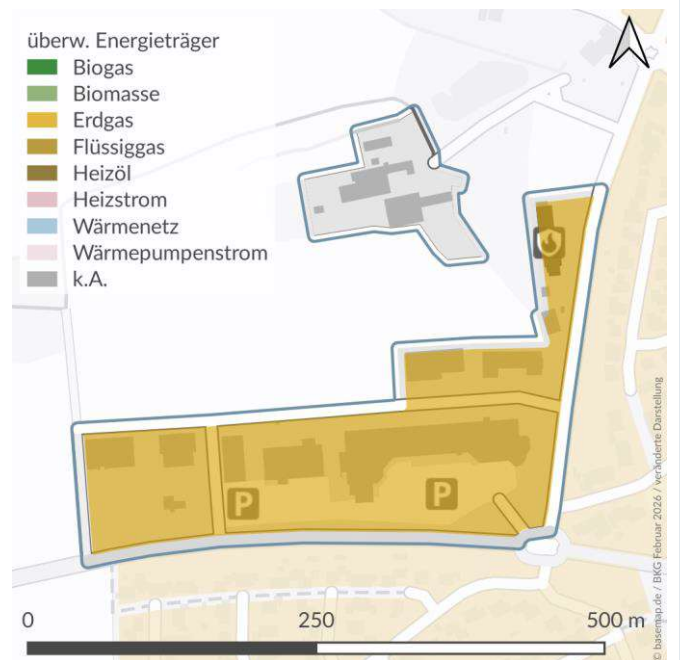 überw. Energieträger
Biogas
Biomasse
Erdgas
Flüssiggas
Heizöl
Heizstrom
Wärmenetz
Wärmepumpenstrom
k.A.
P
P
© basemap.de / BKG Februar 2026 / veränderte Darstellung
0 250 500 m